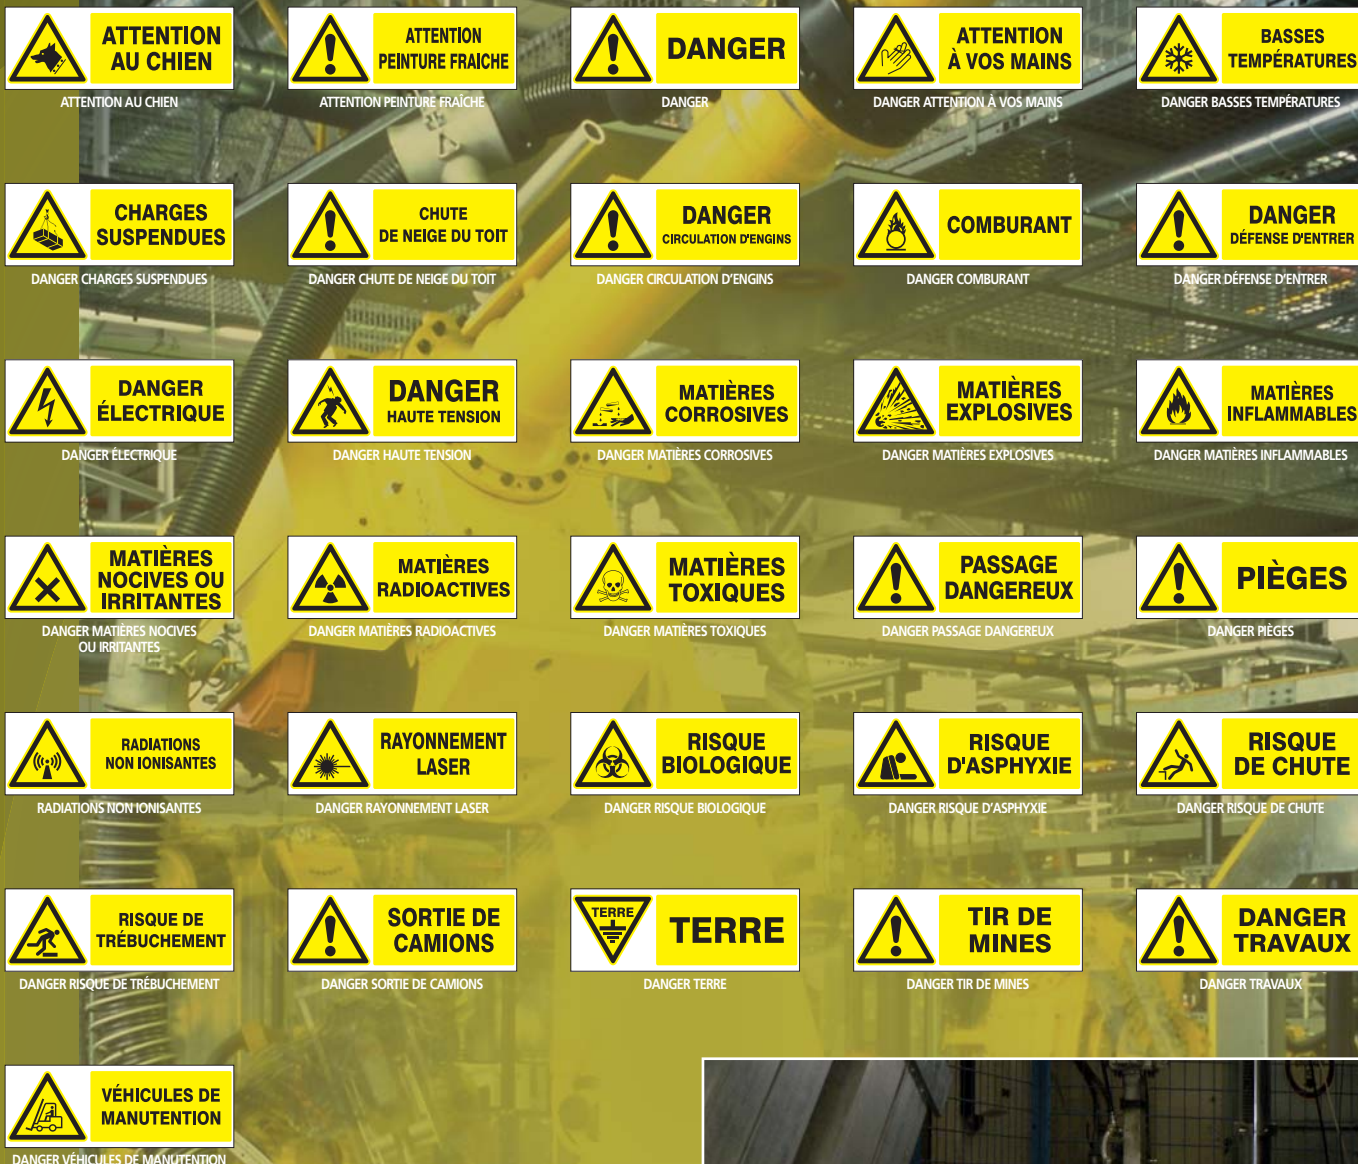 ATTENTION
AU CHIEN
ATTENTION AU CHIEN
ATTENTION
PEINTURE FRAICHE
ATTENTION PEINTURE FRAÎCHE
DANGER
DANGER
ATTENTION
À VOS MAINS
DANGER ATTENTION À VOS MAINS
BASSES
TEMPÉRATURES
DANGER BASSES TEMPÉRATURES
CHARGES
SUSPENDUES
DANGER CHARGES SUSPENDUES
CHUTE
DE NEIGE DU TOIT
DANGER CHUTE DE NEIGE DU TOIT
DANGER
CIRCULATION D'ENGINS
DANGER CIRCULATION D'ENGINS
COMBURANT
DANGER COMBURANT
DANGER
DÉFENSE D'ENTRER
DANGER DÉFENSE D'ENTRER
DANGER
ÉLECTRIQUE
DANGER ÉLECTRIQUE
DANGER
HAUTE TENSION
DANGER HAUTE TENSION
MATIÈRES
CORROSIVES
DANGER MATIÈRES CORROSIVES
MATIÈRES
EXPLOSIVES
DANGER MATIÈRES EXPLOSIVES
MATIÈRES
INFLAMMABLES
DANGER MATIÈRES INFLAMMABLES
MATIÈRES
NOCIVES OU
IRRITANTES
DANGER MATIÈRES NOCIVES
OU IRRITANTES
MATIÈRES
RADIOACTIVES
DANGER MATIÈRES RADIOACTIVES
MATIÈRES
TOXIQUES
DANGER MATIÈRES TOXIQUES
PASSAGE
DANGEREUX
DANGER PASSAGE DANGEREUX
PIÈGES
DANGER PIÈGES
RADIATIONS
NON IONISANTES
RADIATIONS NON IONISANTES
RAYONNEMENT
LASER
DANGER RAYONNEMENT LASER
RISQUE
BIOLOGIQUE
DANGER RISQUE BIOLOGIQUE
RISQUE
D'ASPHYXIE
DANGER RISQUE D'ASPHYXIE
RISQUE
DE CHUTE
DANGER RISQUE DE CHUTE
RISQUE DE
TRÉBUCHEMENT
DANGER RISQUE DE TRÉBUCHEMENT
SORTIE DE
CAMIONS
DANGER SORTIE DE CAMIONS
TERRE
TERRE
DANGER TERRE
TIR DE
MINES
DANGER TIR DE MINES
DANGER
TRAVAUX
DANGER TRAVAUX
VÉHICULES DE
MANUTENTION
DANGER VÉHICULES DE MANUTENTION